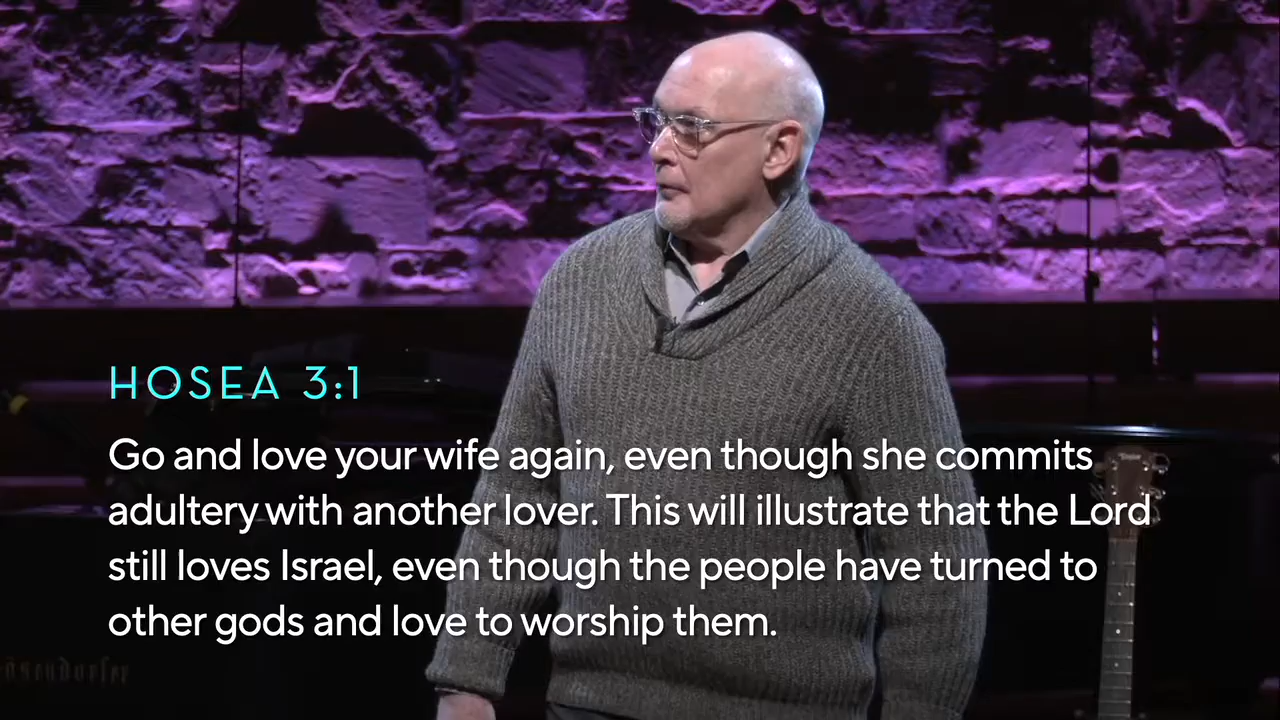 HOSEA 3:1
Go and love your wife again, even though she commits
adultery with another lover. This will illustrate that the Lord
still loves Israel, even though the people have turned to
other gods and love to worship them.